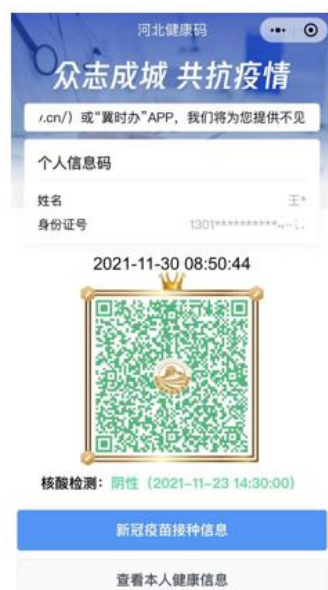 河北健康码
众志成城 共抗疫情
/.cn/）或“冀时办”APP，我们将为您提供不见
个人信息码
姓名 王*
身份证号 1301**********
2021-11-30 08:50:44
核酸检测：阴性（2021-11-23 14:30:00）
新冠疫苗接种信息
查看本人健康信息